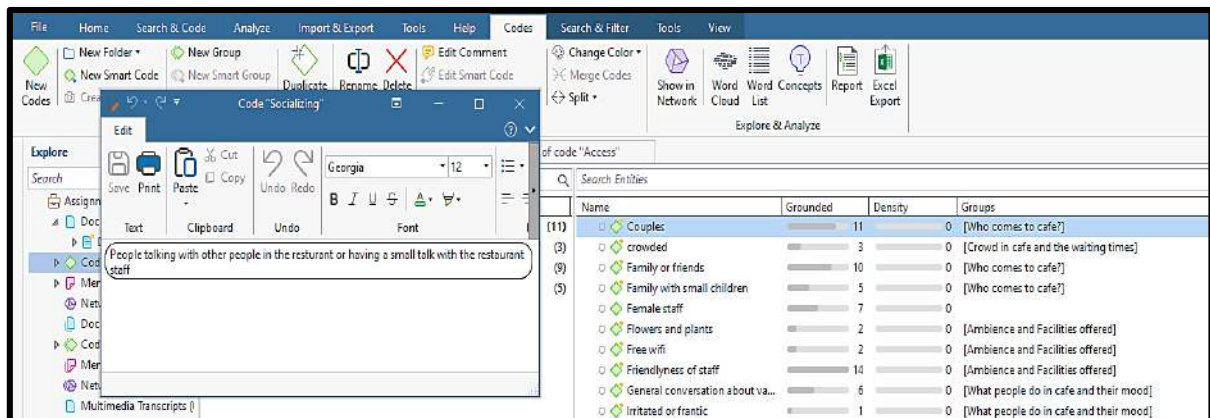 File Home Search & Code Analyze Import & Export Tools Help Codes Search & Filter Tools View
New Folder New Group Edit Comment Change Color
New Smart Code New Smart Group Edit Smart Code Merge Codes
New Codes Duplicate Rename Delete Split Show in Network Word Cloud Word List Concepts Report Excel Export
Explore & Analyze
Code "Socializing"
Edit
Explore
of code "Access"
Search
Search Entities
Save Print Paste Cut Copy Undo Redo Georgia 12
B I U S A
Text Clipboard Undo Font
Name Grounded Density Groups
People talking with other people in the resturant or having a small talk with the restaurant
staff
(11) Couples 11 0 [Who comes to cafe?]
(3) crowded 3 0 [Crowd in cafe and the waiting times]
(9) Family or friends 10 0 [Who comes to cafe?]
(5) Family with small children 5 0 [Who comes to cafe?]
Female staff 7 0
Flowers and plants 2 0 [Ambience and Facilities offered]
Free wifi 2 0 [Ambience and Facilities offered]
Friendlyness of staff 14 0 [Ambience and Facilities offered]
General conversation about va... 6 0 [What people do in cafe and their mood]
Irritated or frantic 1 0 [What people do in cafe and their mood]
Multimedia Transcripts